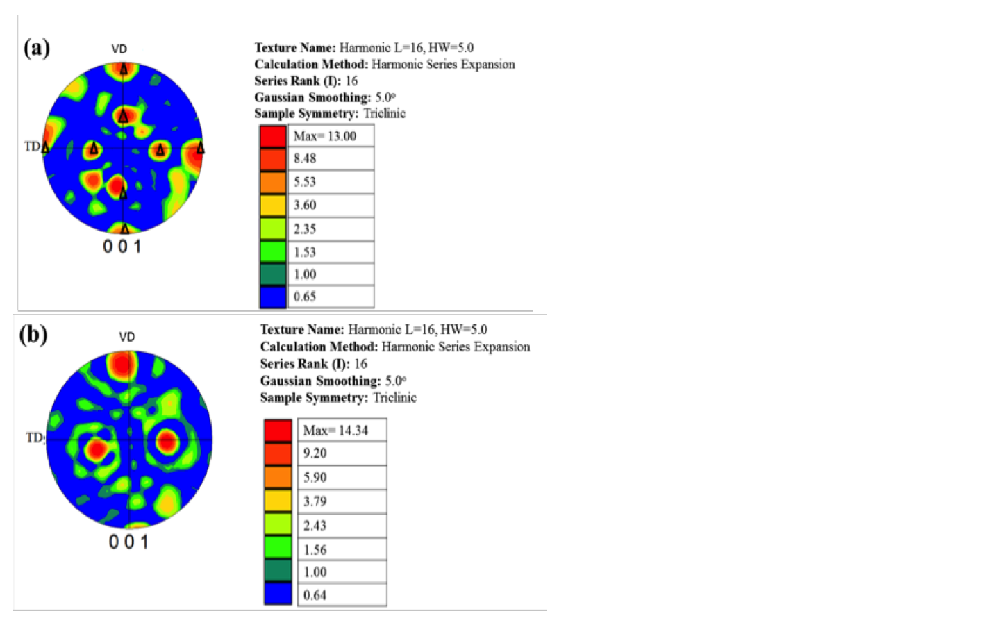 (a)
VD
TD
0 0 1
Texture Name: Harmonic L=16, HW=5.0
Calculation Method: Harmonic Series Expansion
Series Rank (I): 16
Gaussian Smoothing: 5.0º
Sample Symmetry: Triclinic
Max= 13.00
8.48
5.53
3.60
2.35
1.53
1.00
0.65
(b)
VD
TD
0 0 1
Texture Name: Harmonic L=16, HW=5.0
Calculation Method: Harmonic Series Expansion
Series Rank (I): 16
Gaussian Smoothing: 5.0º
Sample Symmetry: Triclinic
Max= 14.34
9.20
5.90
3.79
2.43
1.56
1.00
0.64